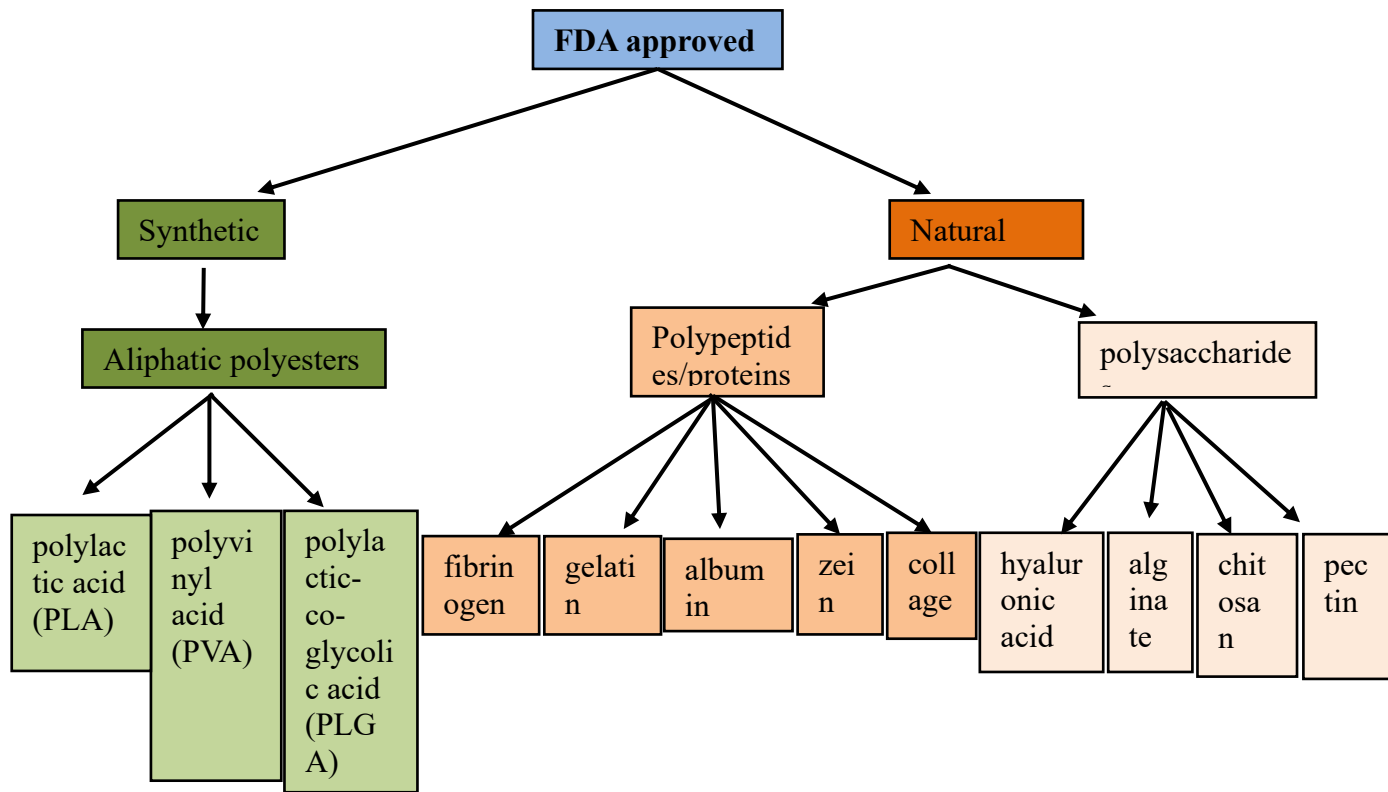 FDA approved
Synthetic
Natural
Aliphatic polyesters
Polypeptid
es/proteins
polysaccharide
polylac
tic acid
(PLA)
polyvi
nyl
acid
(PVA)
polyla
ctic-
co-
glycoli
c acid
(PLG
A)
fibrin
ogen
gelati
n
album
in
zei
n
coll
age
hyalur
onic
acid
alg
ina
te
chit
osa
n
pec
tin